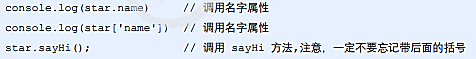 console.log(star.name)     // 调用名字属性
console.log(star['name'])  // 调用名字属性
star.sayHi();              // 调用 sayHi 方法,注意，一定不要忘记带后面的括号